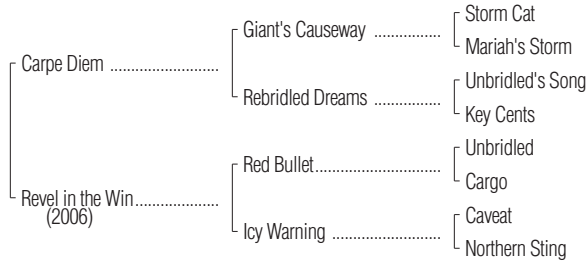 Storm Cat
Giant's Causeway ..................
Mariah's Storm
Carpe Diem .........................
Unbridled's Song
Rebridled Dreams ...............
Key Cents
Unbridled
Red Bullet.............................
Cargo
Revel in the Win...................
(2006)
Caveat
Icy Warning .........................
Northern Sting